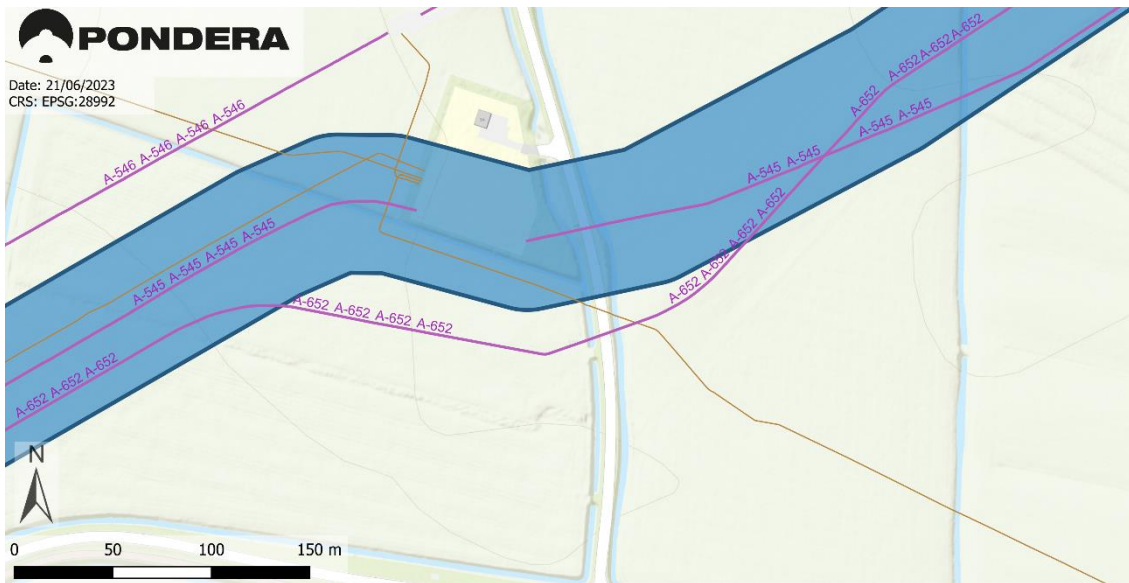 PONDERA
Date: 21/06/2023
CRS: EPSG:28992
A-546 A-546 A-546 A-546
A-652
A-652 A-652 A-652
A-545 A-545
A-545 A-545
A-545 A-545 A-545 A-545
A-652 A-652 A-652 A-652
A-652 A-652 A-652 A-652
A-652 A-652 A-652
N
0 50 100 150 m